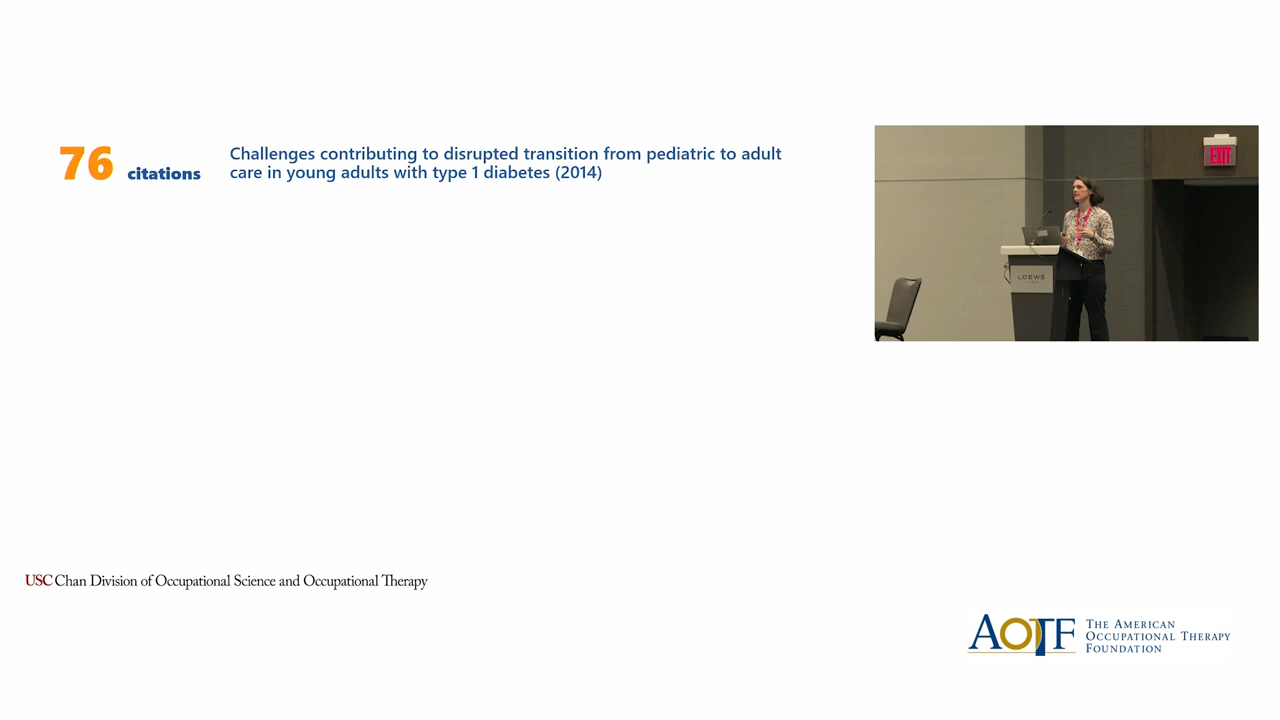 76 citations
Challenges contributing to disrupted transition from pediatric to adult
care in young adults with type 1 diabetes (2014)
EXIT
LOEWS
USC Chan Division of Occupational Science and Occupational Therapy
AOTF
THE AMERICAN
OCCUPATIONAL THERAPY
FOUNDATION